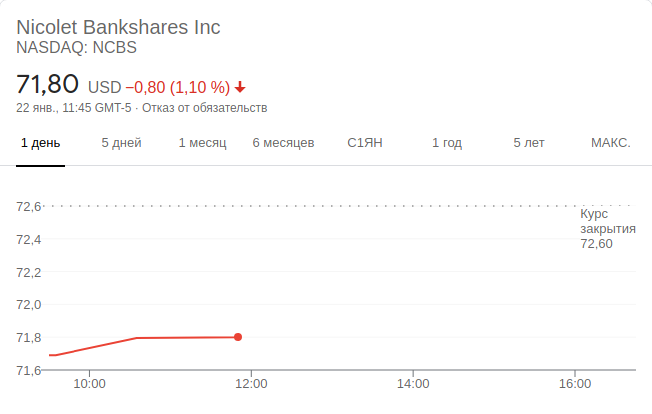 Nicolet Bankshares Inc
NASDAQ: NCBS
71,80 USD −0,80 (1,10 %)
22 янв., 11:45 GMT-5 · Отказ от обязательств
1 день 5 дней 1 месяц 6 месяцев С1ЯН 1 год 5 лет МАКС.
72,6
Курс
закрытия
72,60
72,4
72,2
72,0
71,8
71,6
10:00 12:00 14:00 16:00